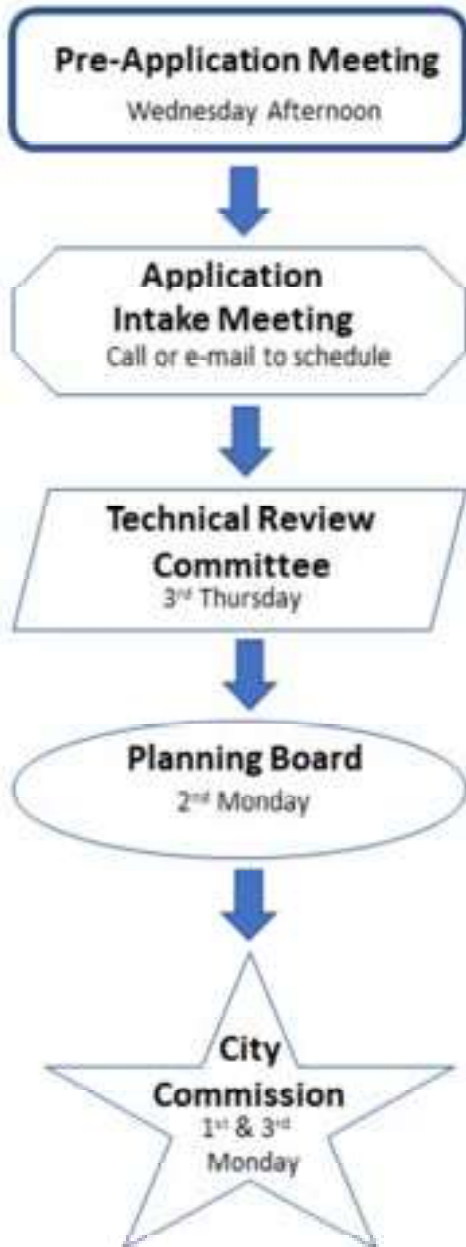 Pre-Application Meeting
Wednesday Afternoon
Application
Intake Meeting
Call or e-mail to schedule
Technical Review
Committee
3rd Thursday
Planning Board
2nd Monday
City
Commission
1st & 3rd
Monday